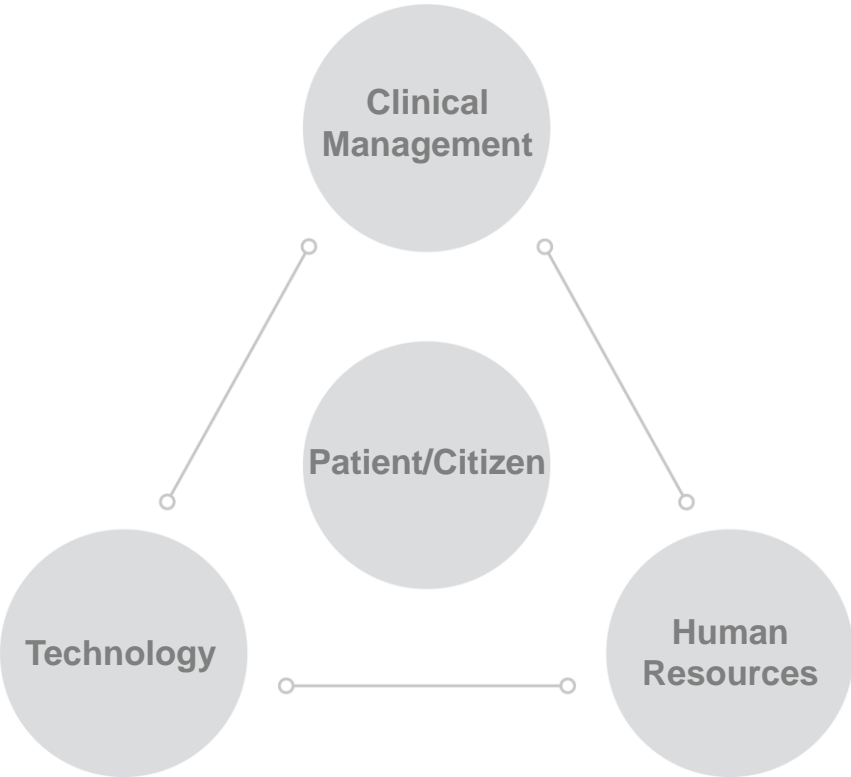 Clinical
Management
Patient/Citizen
Technology
Human
Resources